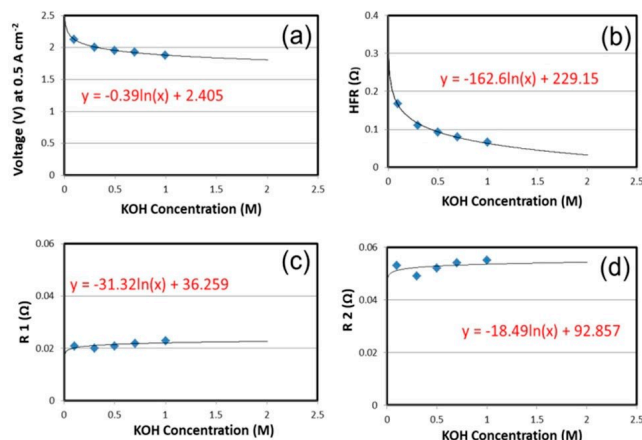 (a)
Voltage (V) at 0.5 A cm⁻²
2.5
2
1.5
1
0.5
0
y = -0.39ln(x) + 2.405
0 0.5 1 1.5 2 2.5
KOH Concentration (M)
(b)
HFR (Ω)
0.4
0.3
0.2
0.1
0
y = -162.6ln(x) + 229.15
0 0.5 1 1.5 2 2.5
KOH Concentration (M)
(c)
R 1 (Ω)
0.06
0.04
0.02
0
y = -31.32ln(x) + 36.259
0 0.5 1 1.5 2 2.5
KOH Concentration (M)
(d)
R 2 (Ω)
0.06
0.04
0.02
0.00
y = -18.49ln(x) + 92.857
0 0.5 1 1.5 2 2.5
KOH Concentration (M)